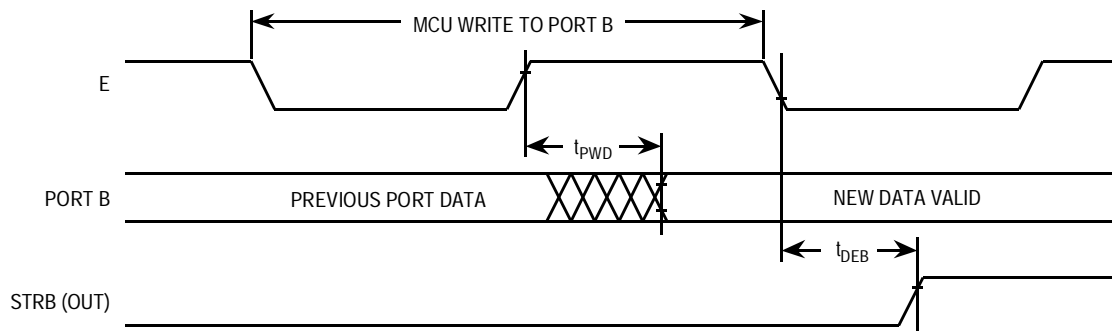 MCU WRITE TO PORT B
E
tPWD
PORT B
PREVIOUS PORT DATA
NEW DATA VALID
tDEB
STRB (OUT)